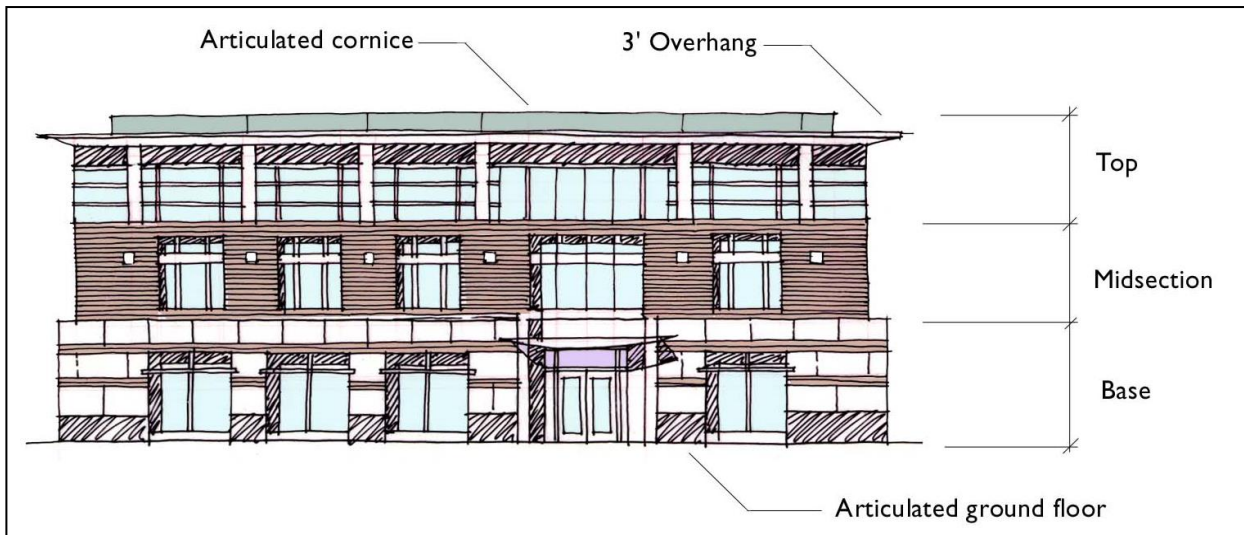 Articulated cornice
3' Overhang
Top
Midsection
Base
Articulated ground floor